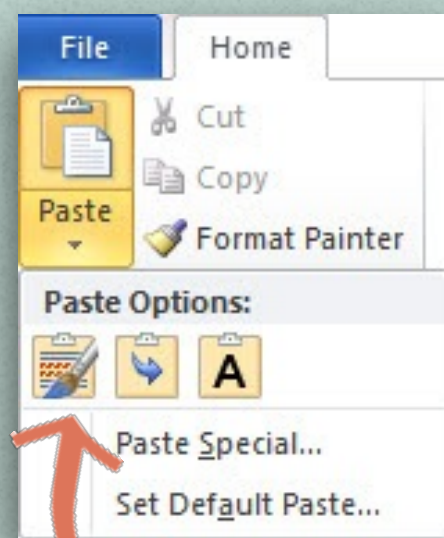 File Home
Cut
Copy
Paste
Format Painter
Paste Options:
A
Paste Special...
Set Default Paste...